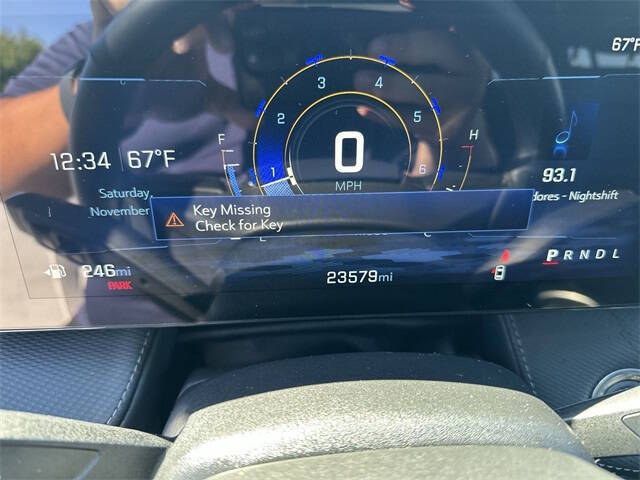 67°F
3 4
2 5
1 6
F H
0
MPH
12:34 67°F
Saturday
November
93.1
dores - Nightshift
Key Missing
Check for Key
E C
246mi
PARK
23579mi
PRNDL